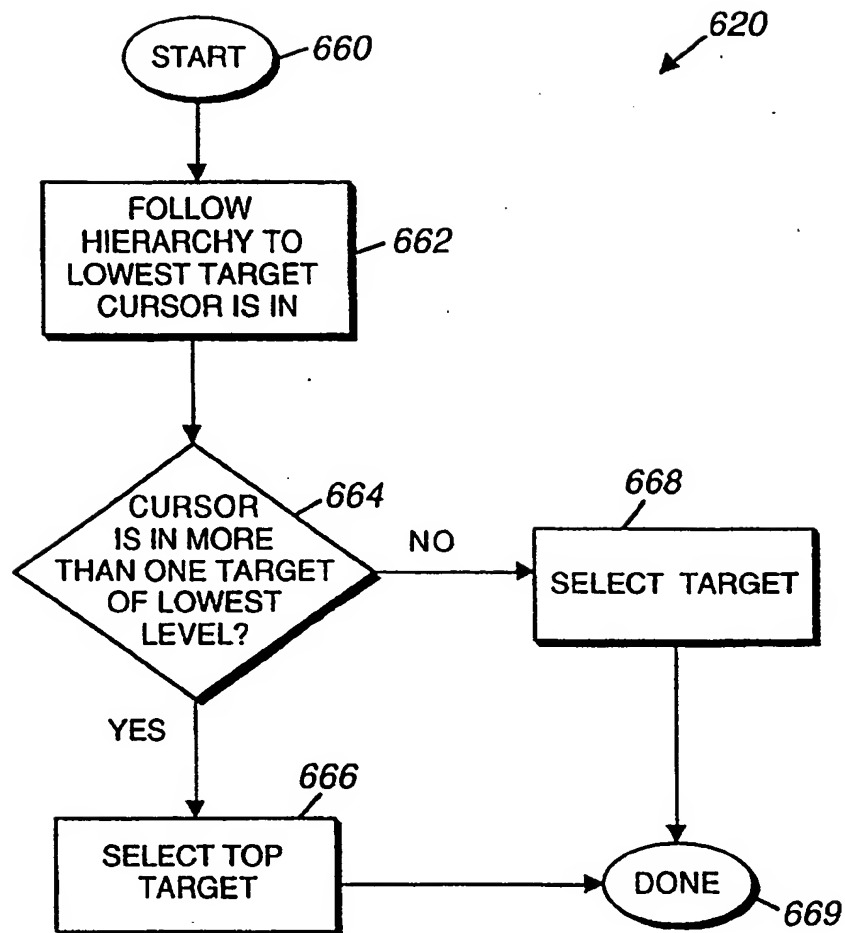 620
START
660
FOLLOW
HIERARCHY TO
LOWEST TARGET
CURSOR IS IN
662
CURSOR
IS IN MORE
THAN ONE TARGET
OF LOWEST
LEVEL?
664
NO
668
SELECT TARGET
YES
666
SELECT TOP
TARGET
DONE
669